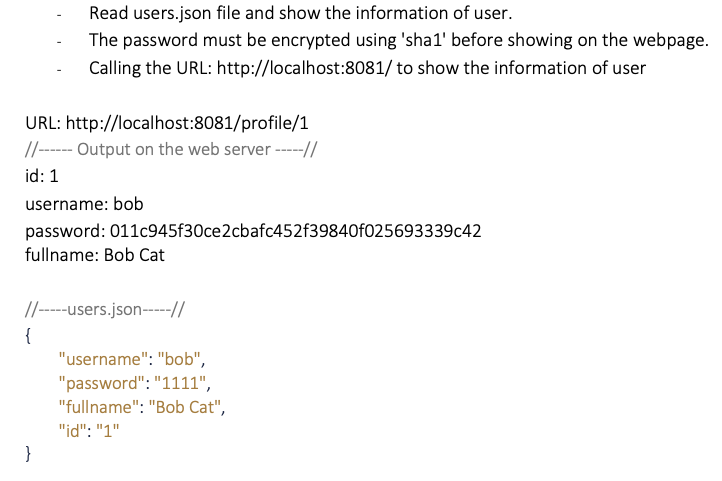 - Read users.json file and show the information of user.
- The password must be encrypted using 'sha1' before showing on the webpage.
- Calling the URL: http://localhost:8081/ to show the information of user
URL: http://localhost:8081/profile/1
//------ Output on the web server -----//
id: 1
username: bob
password: 011c945f30ce2cbafc452f39840f025693339c42
fullname: Bob Cat
//-----users.json-----//
{
"username": "bob",
"password": "1111",
"fullname": "Bob Cat",
"id": "1"
}